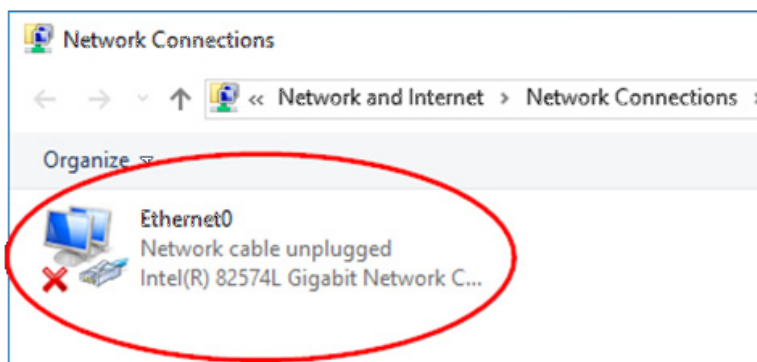 Network Connections
« Network and Internet > Network Connections >
Organize
Ethernet0
Network cable unplugged
Intel(R) 82574L Gigabit Network C...